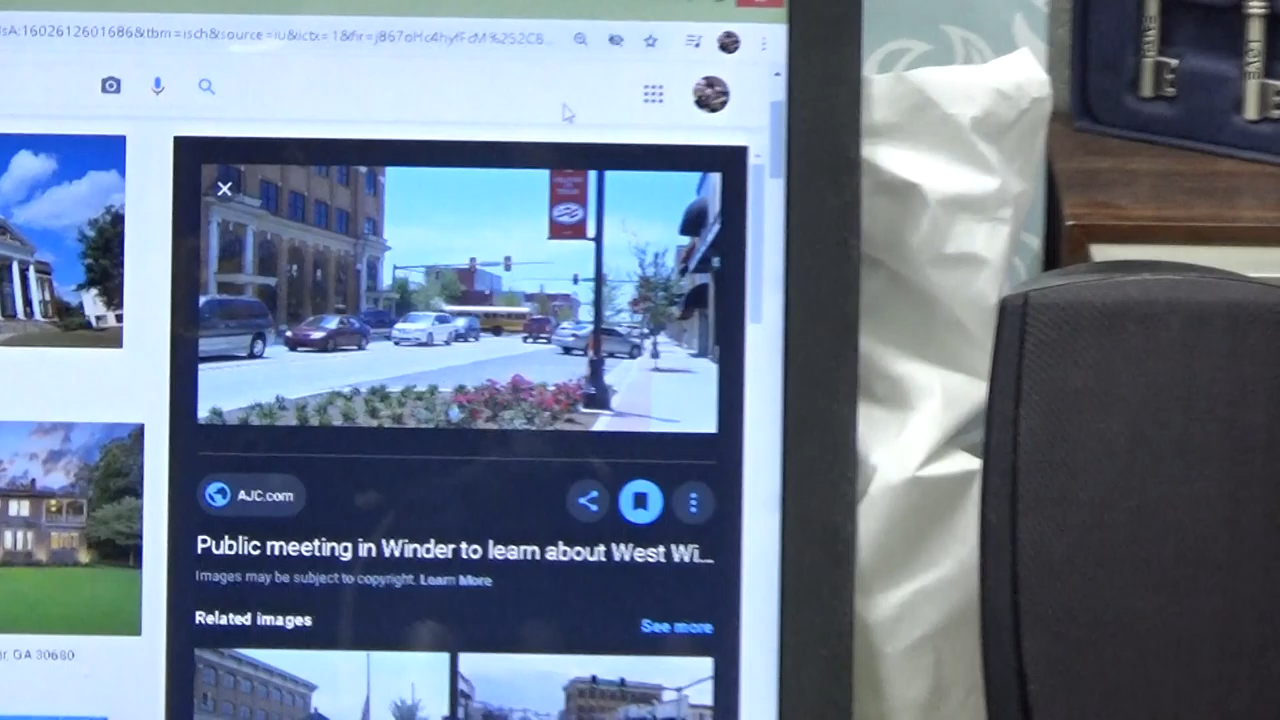 AJC.com
Public meeting in Winder to learn about West Wi...
Images may be subject to copyright. Learn More
Related images
See more
GA 30680